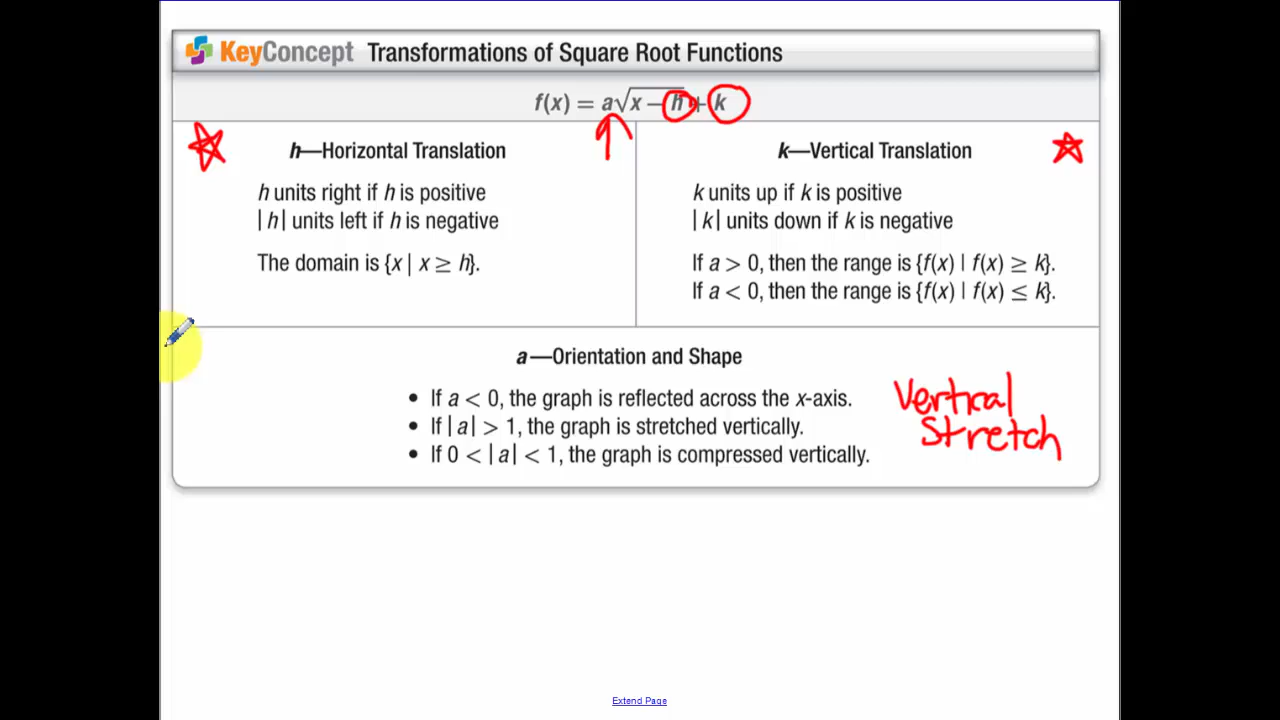 KeyConcept Transformations of Square Root Functions
f(x) = a√x − h + k
h—Horizontal Translation
h units right if h is positive
|h| units left if h is negative
The domain is {x | x ≥ h}.
k—Vertical Translation
k units up if k is positive
|k| units down if k is negative
If a > 0, then the range is {f(x) | f(x) ≥ k}.
If a < 0, then the range is {f(x) | f(x) ≤ k}.
a—Orientation and Shape
• If a < 0, the graph is reflected across the x-axis.
• If |a| > 1, the graph is stretched vertically.
• If 0 < |a| < 1, the graph is compressed vertically.
Vertical
Stretch
Extend Page